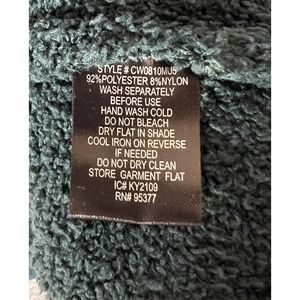 STYLE # CW0810MU5
92%POLYESTER 8%NYLON
WASH SEPARATELY
BEFORE USE
HAND WASH COLD
DO NOT BLEACH
DRY FLAT IN SHADE
COOL IRON ON REVERSE
IF NEEDED
DO NOT DRY CLEAN
STORE GARMENT FLAT
IC# KY2109
RN# 95377